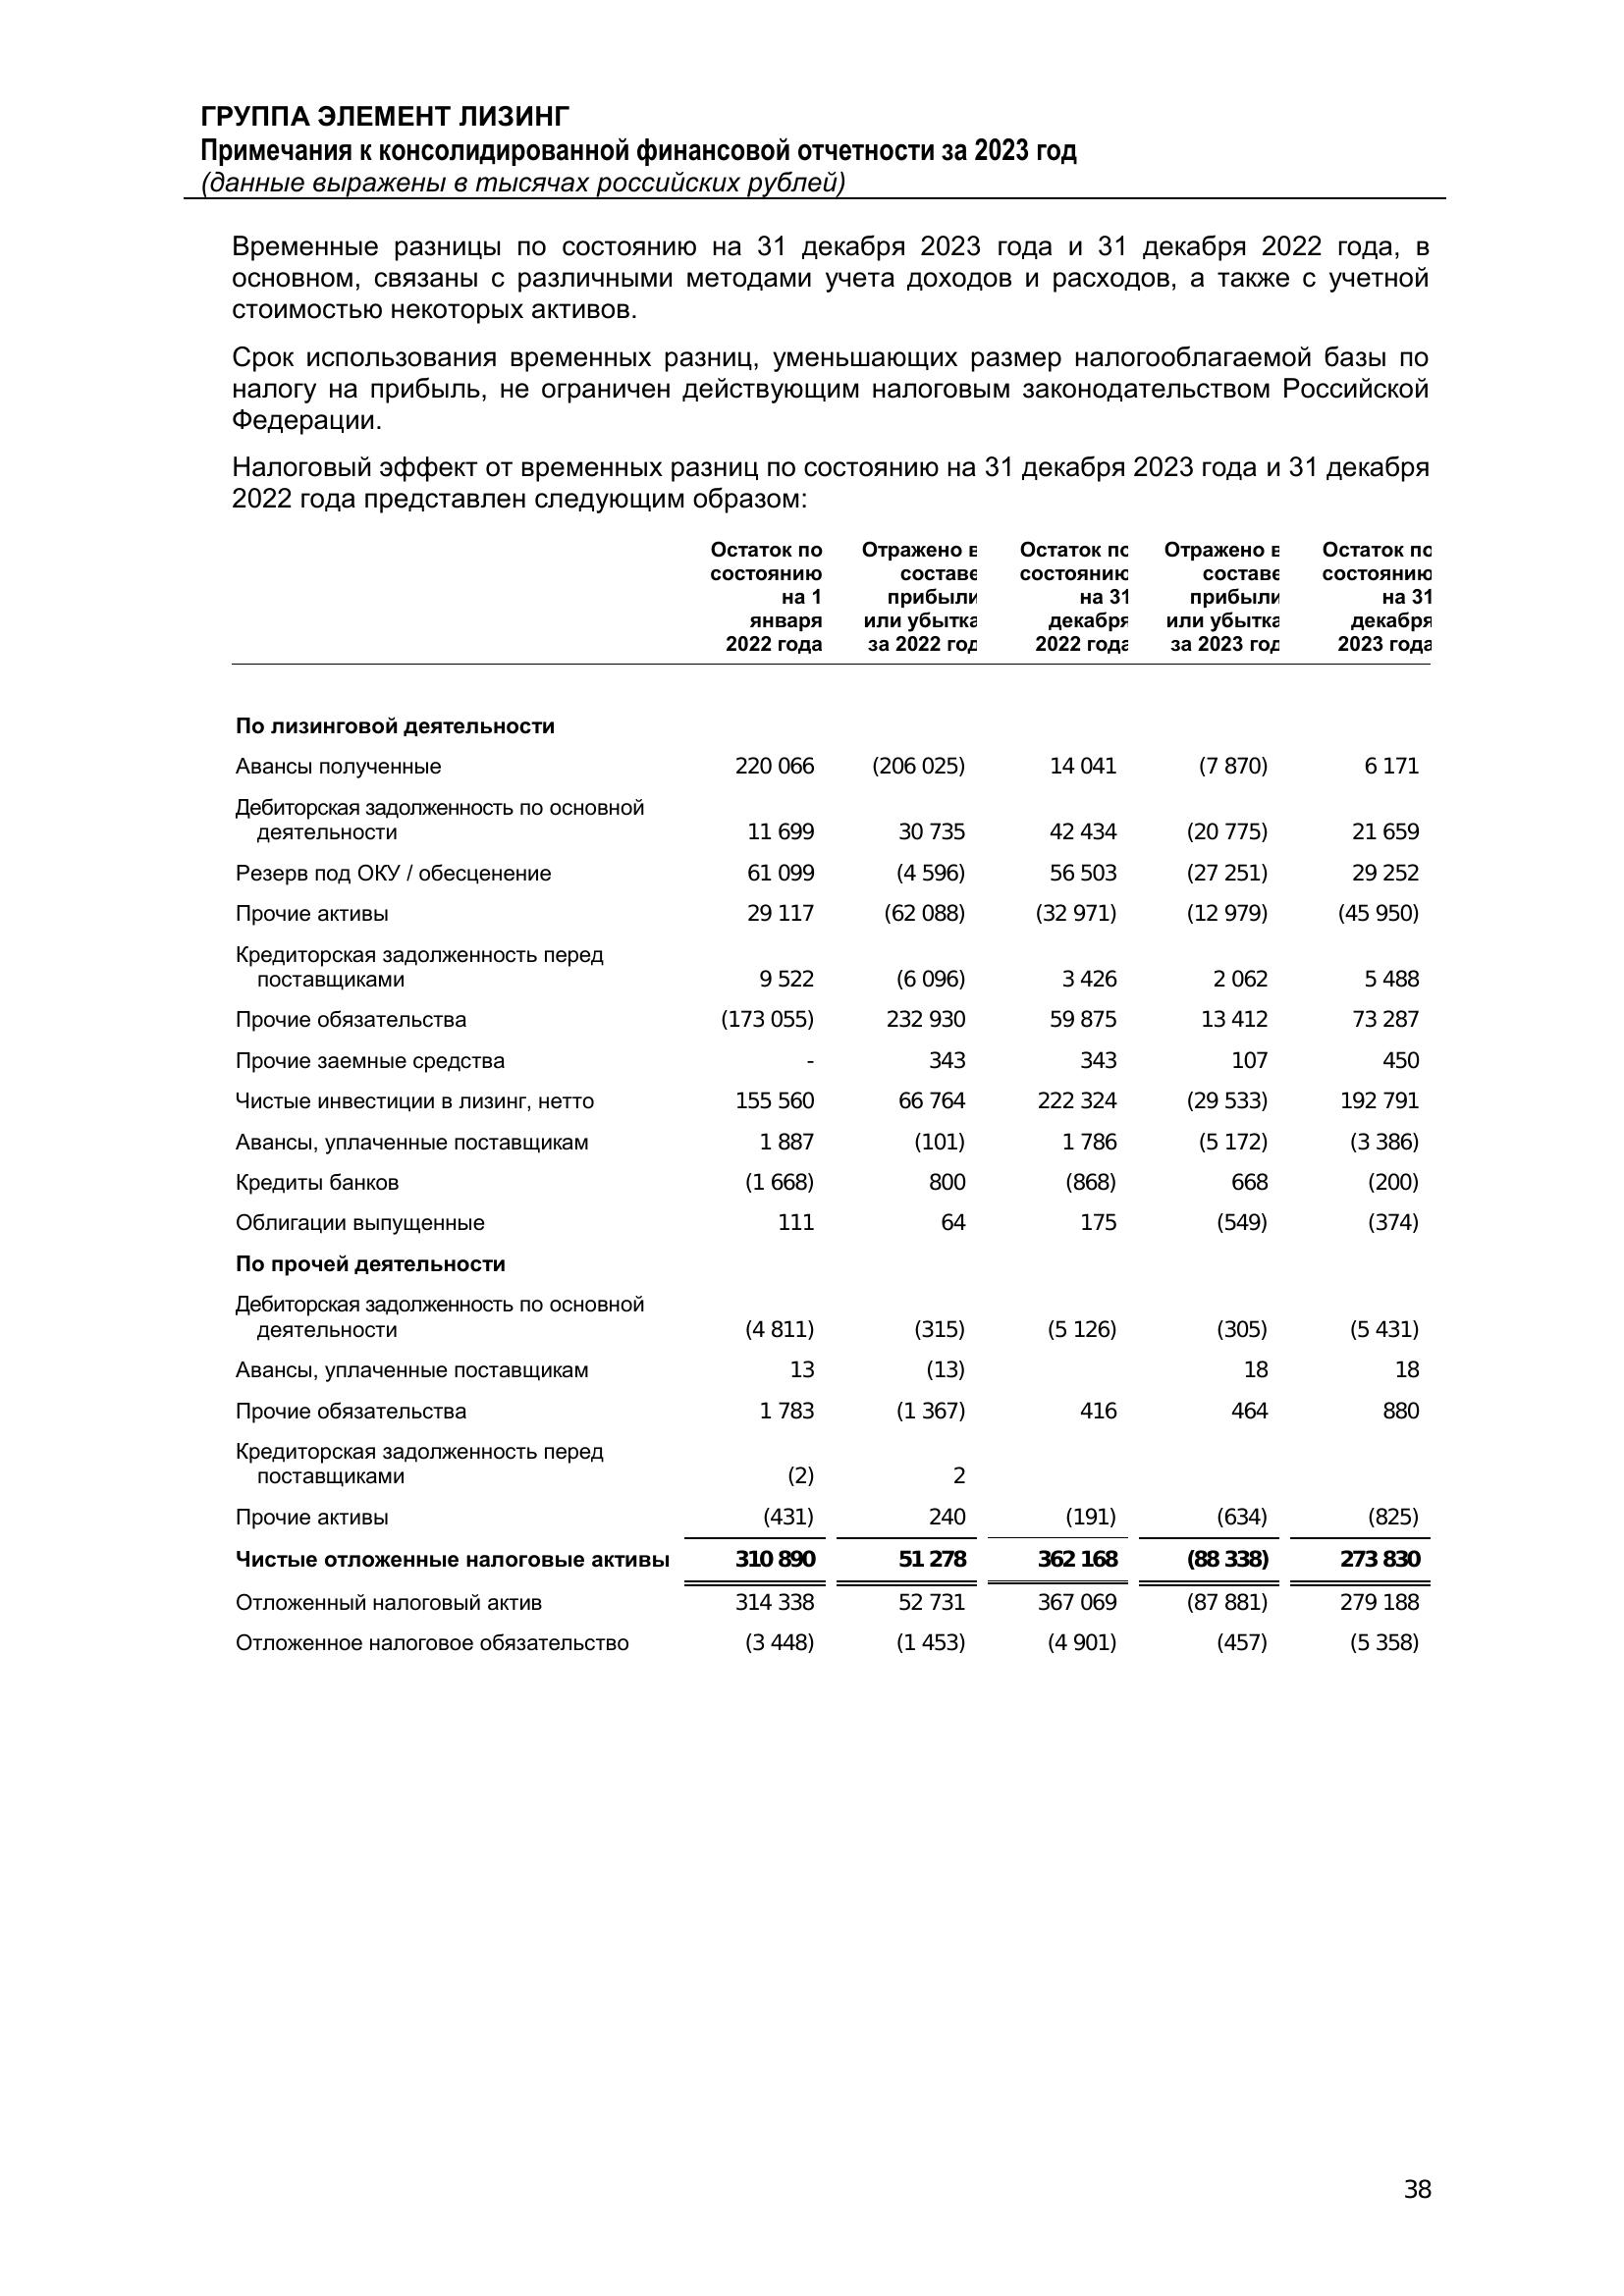 ГРУППА ЭЛЕМЕНТ ЛИЗИНГ
Примечания к консолидированной финансовой отчетности за 2023 год
(данные выражены в тысячах российских рублей)
Временные разницы по состоянию на 31 декабря 2023 года и 31 декабря 2022 года, в
основном, связаны с различными методами учета доходов и расходов, а также с учетной
стоимостью некоторых активов.
Срок использования временных разниц, уменьшающих размер налогооблагаемой базы по
налогу на прибыль, не ограничен действующим налоговым законодательством Российской
Федерации.
Налоговый эффект от временных разниц по состоянию на 31 декабря 2023 года и 31 декабря
2022 года представлен следующим образом:
Остаток по Отражено в Остаток по Отражено в Остаток по
состоянию составе состоянию составе состоянию
на 1 прибыли на 31 прибыли на 31
января или убытка декабря или убытка декабря
2022 года за 2022 год 2022 года за 2023 год 2023 года
По лизинговой деятельности
Авансы полученные 220 066 (206 025) 14 041 (7 870) 6 171
Дебиторская задолженность по основной
деятельности 11 699 30 735 42 434 (20 775) 21 659
Резерв под ОКУ / обесценение 61 099 (4 596) 56 503 (27 251) 29 252
Прочие активы 29 117 (62 088) (32 971) (12 979) (45 950)
Кредиторская задолженность перед
поставщиками 9 522 (6 096) 3 426 2 062 5 488
Прочие обязательства (173 055) 232 930 59 875 13 412 73 287
Прочие заемные средства - 343 343 107 450
Чистые инвестиции в лизинг, нетто 155 560 66 764 222 324 (29 533) 192 791
Авансы, уплаченные поставщикам 1 887 (101) 1 786 (5 172) (3 386)
Кредиты банков (1 668) 800 (868) 668 (200)
Облигации выпущенные 111 64 175 (549) (374)
По прочей деятельности
Дебиторская задолженность по основной
деятельности (4 811) (315) (5 126) (305) (5 431)
Авансы, уплаченные поставщикам 13 (13) 18 18
Прочие обязательства 1 783 (1 367) 416 464 880
Кредиторская задолженность перед
поставщиками (2) 2
Прочие активы (431) 240 (191) (634) (825)
Чистые отложенные налоговые активы 310 890 51 278 362 168 (88 338) 273 830
Отложенный налоговый актив 314 338 52 731 367 069 (87 881) 279 188
Отложенное налоговое обязательство (3 448) (1 453) (4 901) (457) (5 358)
38